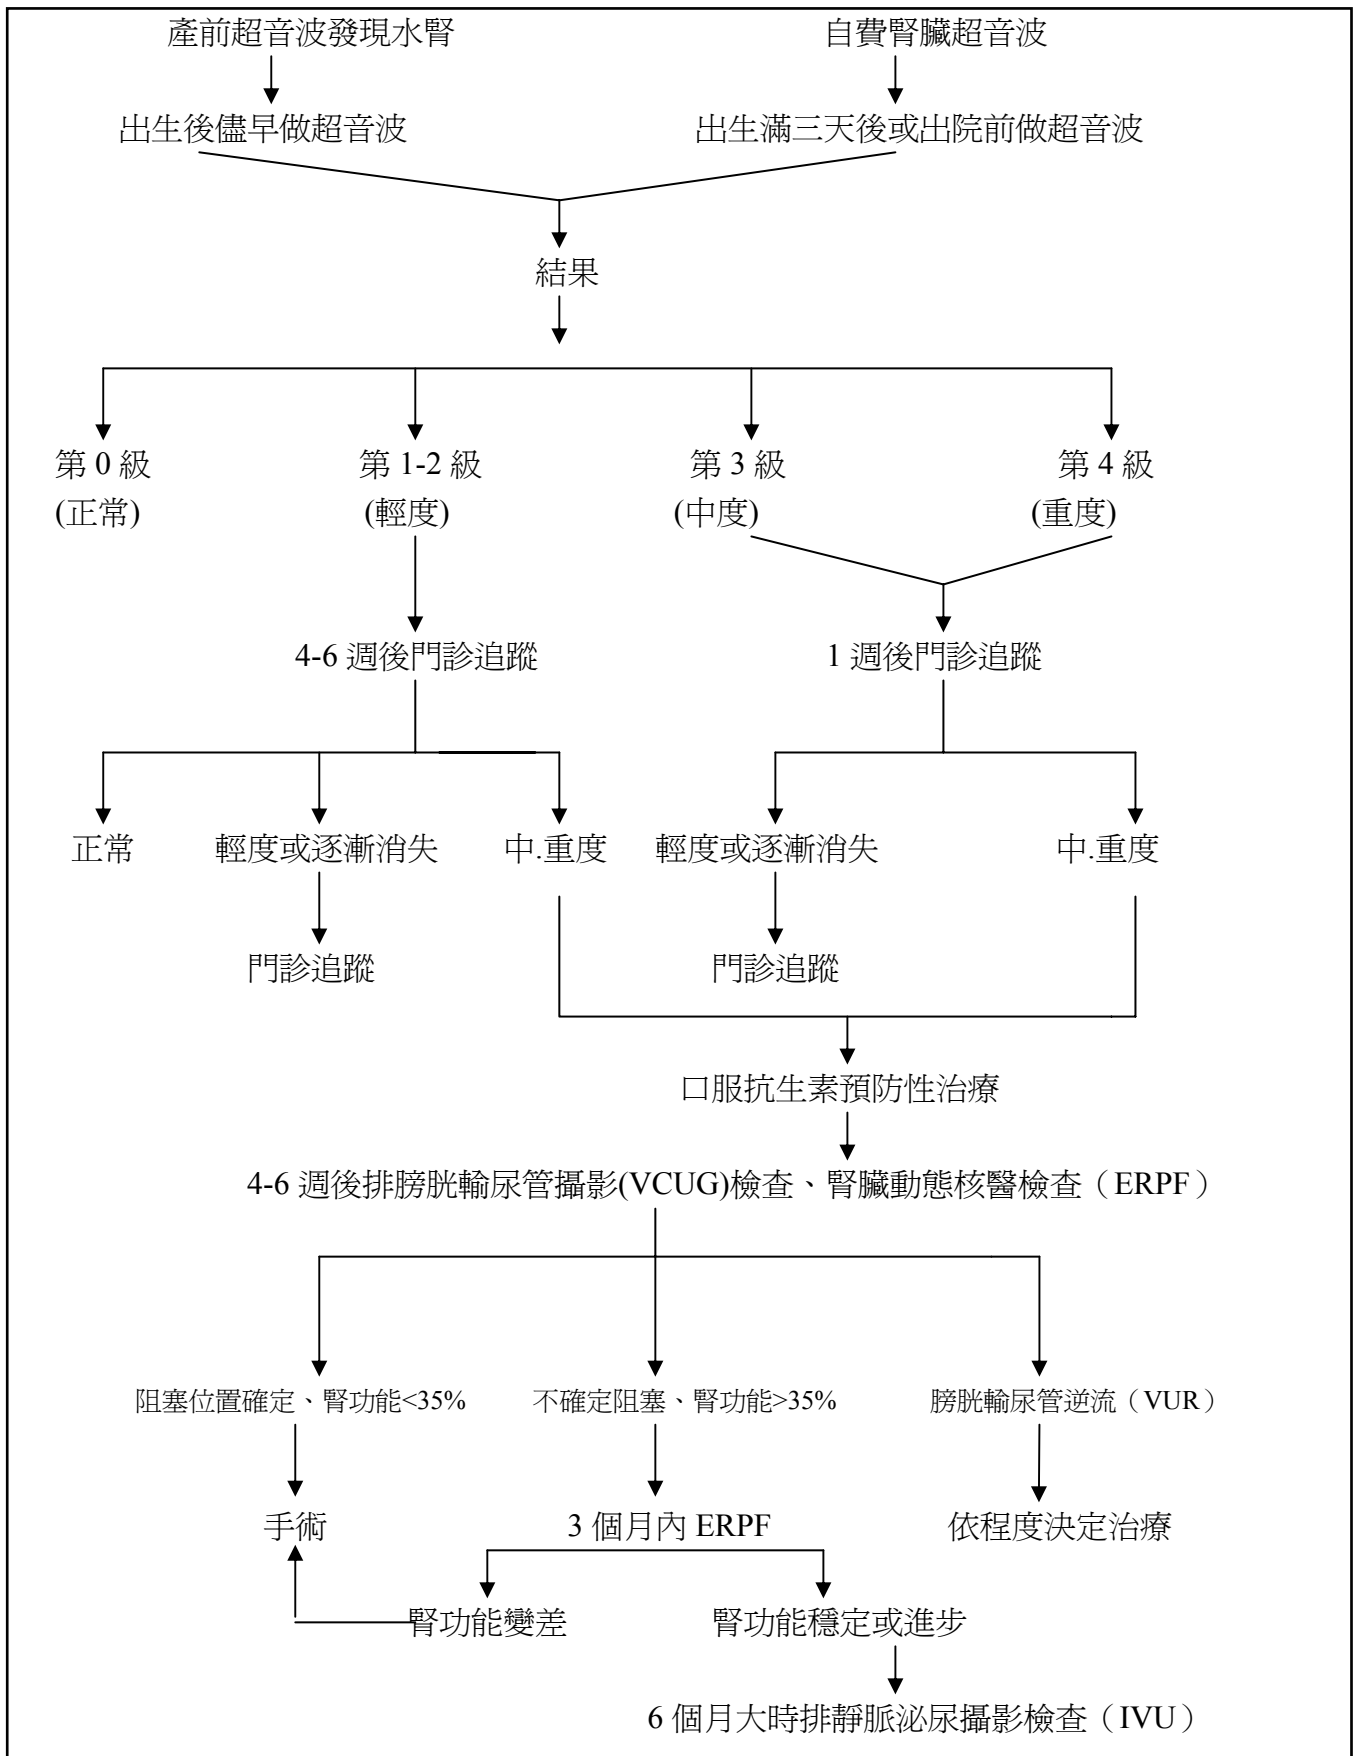 產前超音波發現水腎 自費腎臟超音波
出生後儘早做超音波 出生滿三天後或出院前做超音波
結果
第 0 級 第 1-2 級 第 3 級 第 4 級
(正常) (輕度) (中度) (重度)
4-6 週後門診追蹤 1 週後門診追蹤
正常 輕度或逐漸消失 中.重度 輕度或逐漸消失 中.重度
門診追蹤 門診追蹤
口服抗生素預防性治療
4-6 週後排膀胱輸尿管攝影(VCUG)檢查、腎臟動態核醫檢查（ERPF）
阻塞位置確定、腎功能<35% 不確定阻塞、腎功能>35% 膀胱輸尿管逆流（VUR）
手術 3 個月內 ERPF 依程度決定治療
腎功能變差 腎功能穩定或進步
6 個月大時排靜脈泌尿攝影檢查（IVU）